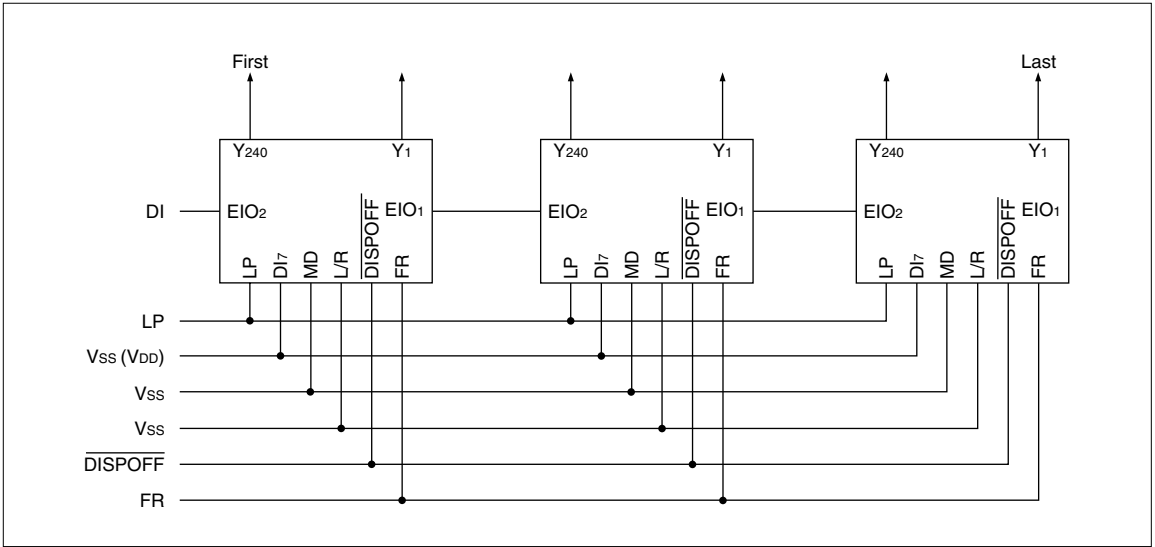 First Last
Y240 Y1 Y240 Y1 Y240 Y1
DI EIO2 EIO1 EIO2 EIO1 EIO2 EIO1
LP DI7 MD L/R DISPOFF FR LP DI7 MD L/R DISPOFF FR LP DI7 MD L/R DISPOFF FR
LP
VSS (VDD)
VSS
VSS
DISPOFF
FR